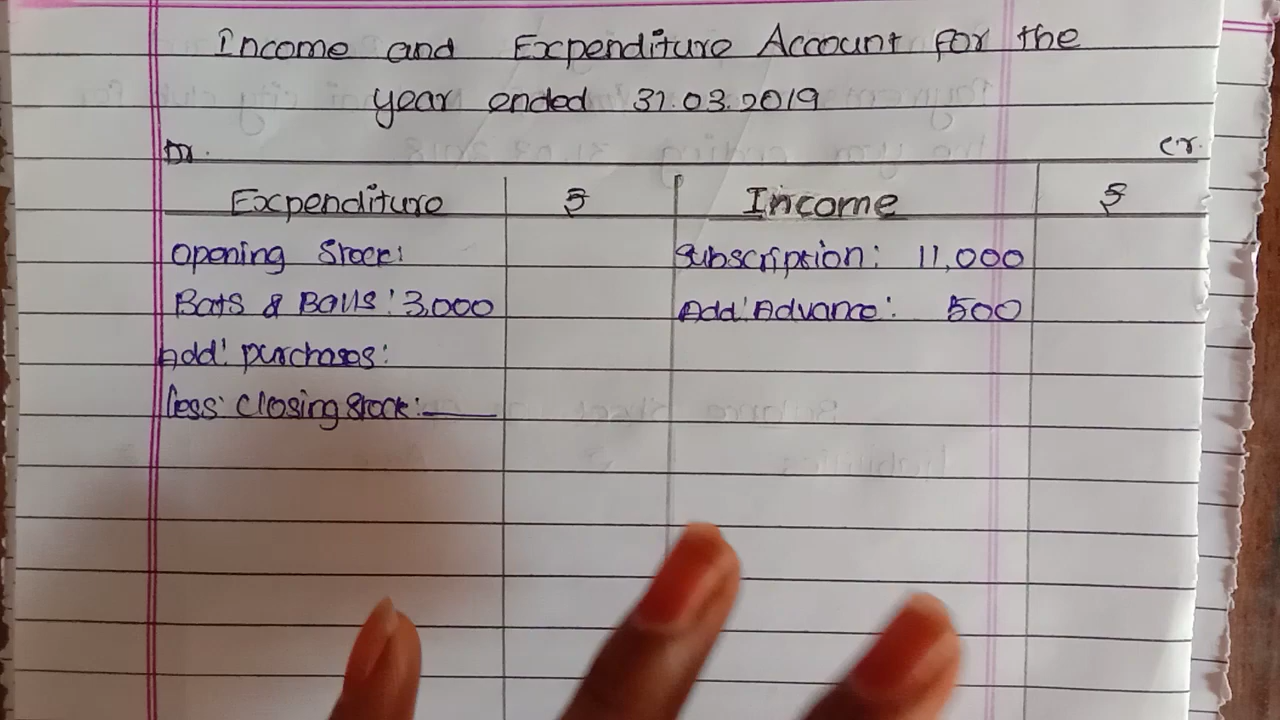 Income and Expenditure Account for the
year ended 31.03.2019
Dr. Cr.
Expenditure ₹ Income ₹
Opening Stock: Subscription: 11,000
Bats & Balls: 3,000 Add: Advance: 500
Add: purchases:
less: Closing Stock: